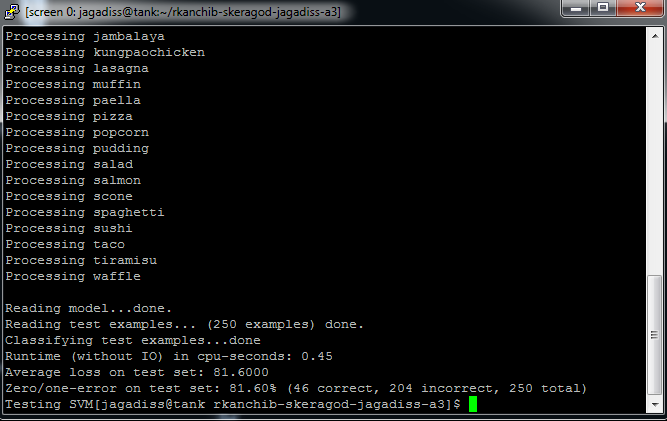 [screen 0: jagadiss@tank:~/rkanchib-skeragod-jagadiss-a3]
Processing jambalaya
Processing kungpaochicken
Processing lasagna
Processing muffin
Processing paella
Processing pizza
Processing popcorn
Processing pudding
Processing salad
Processing salmon
Processing scone
Processing spaghetti
Processing sushi
Processing taco
Processing tiramisu
Processing waffle
Reading model...done.
Reading test examples... (250 examples) done.
Classifying test examples...done
Runtime (without IO) in cpu-seconds: 0.45
Average loss on test set: 81.6000
Zero/one-error on test set: 81.60% (46 correct, 204 incorrect, 250 total)
Testing SVM[jagadiss@tank rkanchib-skeragod-jagadiss-a3]$